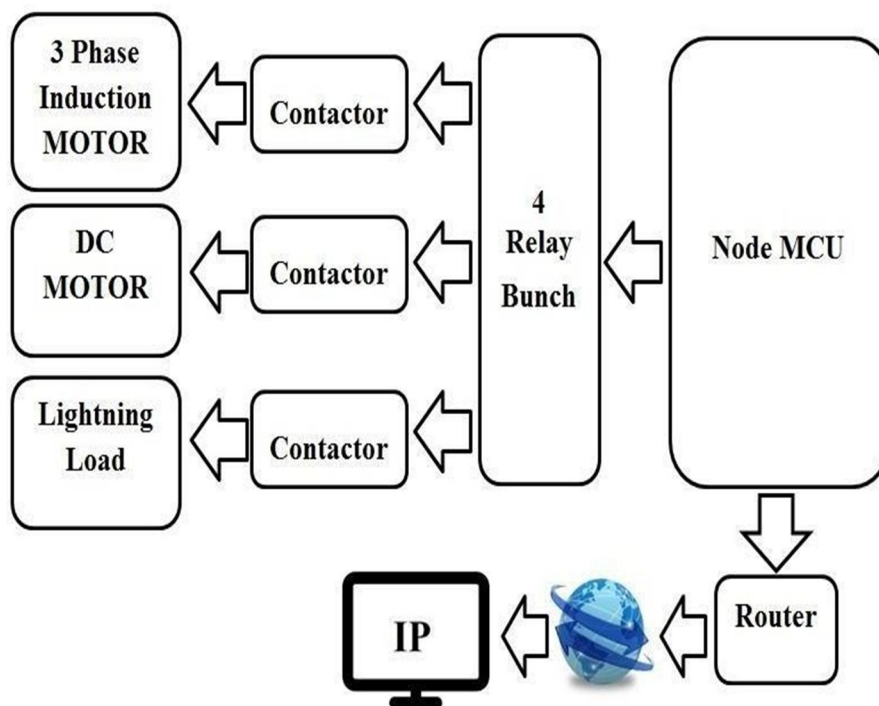 3 Phase
Induction
MOTOR
Contactor
DC
MOTOR
Contactor
Lightning
Load
Contactor
4
Relay
Bunch
Node MCU
Router
IP